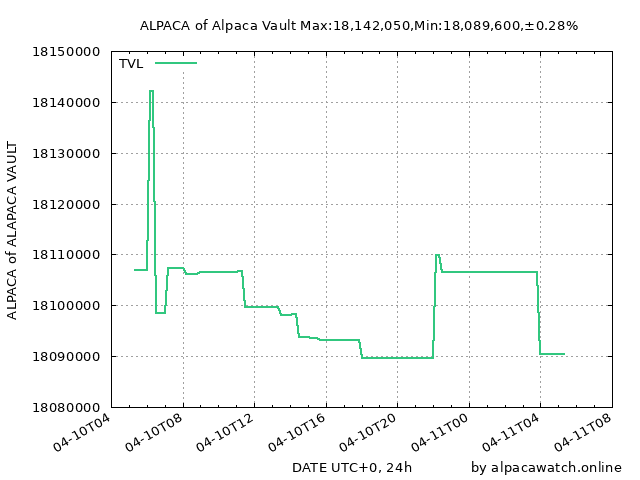 ALPACA of Alpaca Vault Max:18,142,050,Min:18,089,600,±0.28%
18150000
TVL
18140000
18130000
18120000
18110000
18100000
18090000
18080000
ALPACA of ALAPACA VAULT
04-10T04
04-10T08
04-10T12
04-10T16
04-10T20
04-11T00
04-11T04
04-11T08
DATE UTC+0, 24h
by alpacawatch.online